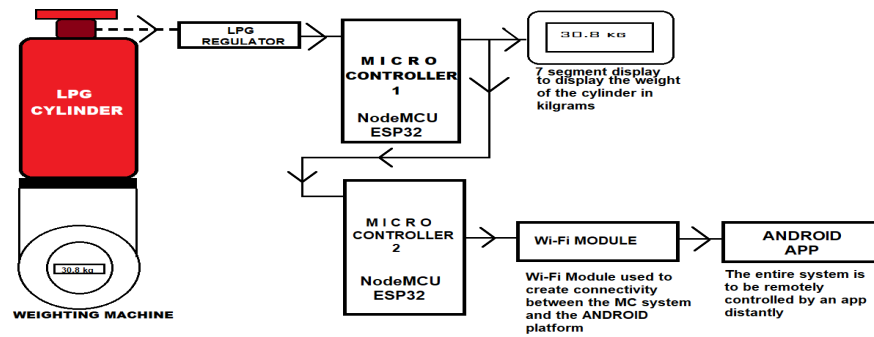 LPG
CYLINDER
30.8 kg
WEIGHTING MACHINE
LPG
REGULATOR
MICRO
CONTROLLER
1
NodeMCU
ESP32
30.8 KG
7 segment display
to display the weight
of the cylinder in
kilgrams
MICRO
CONTROLLER
2
NodeMCU
ESP32
Wi-Fi MODULE
Wi-Fi Module used to
create connectivity
between the MC system
and the ANDROID
platform
ANDROID
APP
The entire system is
to be remotely
controlled by an app
distantly